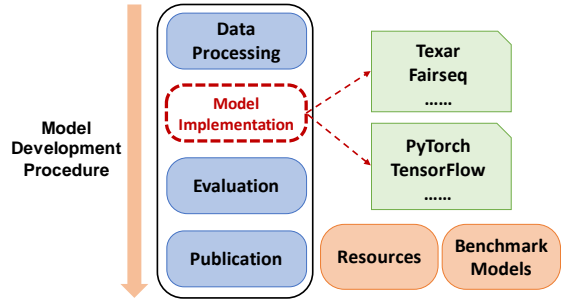 Model
Development
Procedure
Data
Processing
Model
Implementation
Evaluation
Publication
Texar
Fairseq
......
PyTorch
TensorFlow
......
Resources
Benchmark
Models